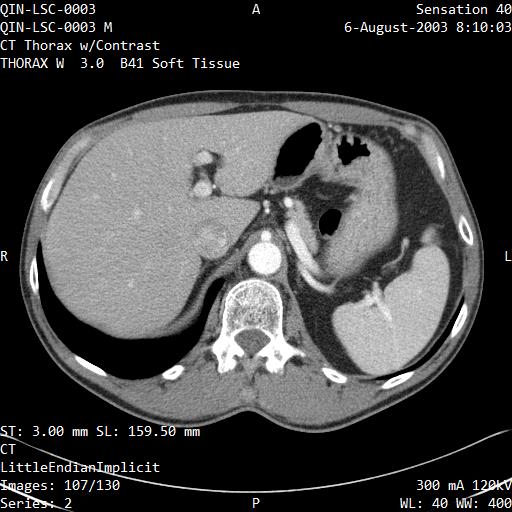 QIN-LSC-0003 A Sensation 40
QIN-LSC-0003 M 6-August-2003 8:10:03
CT Thorax w/Contrast
THORAX W 3.0 B41 Soft Tissue
R L
ST: 3.00 mm SL: 159.50 mm
CT
LittleEndianImplicit
Images: 107/130 300 mA 120kV
Series: 2 P WL: 40 WW: 400